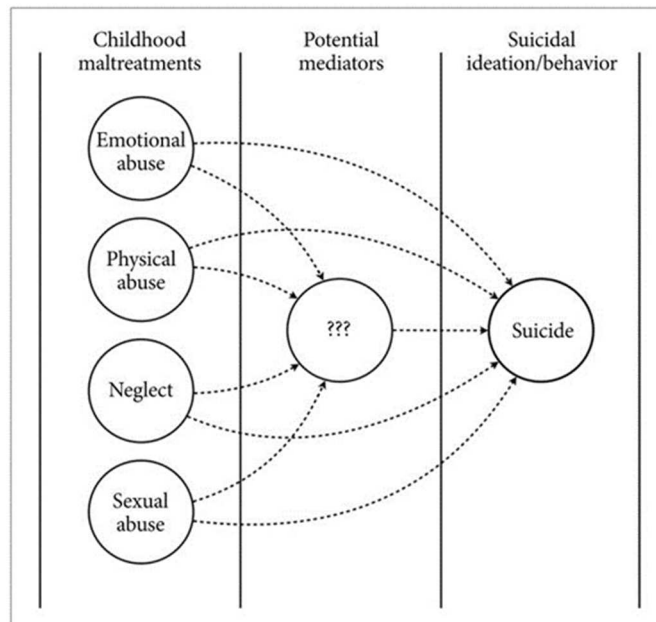 Childhood
maltreatments
Potential
mediators
Suicidal
ideation/behavior
Emotional
abuse
Physical
abuse
???
Suicide
Neglect
Sexual
abuse